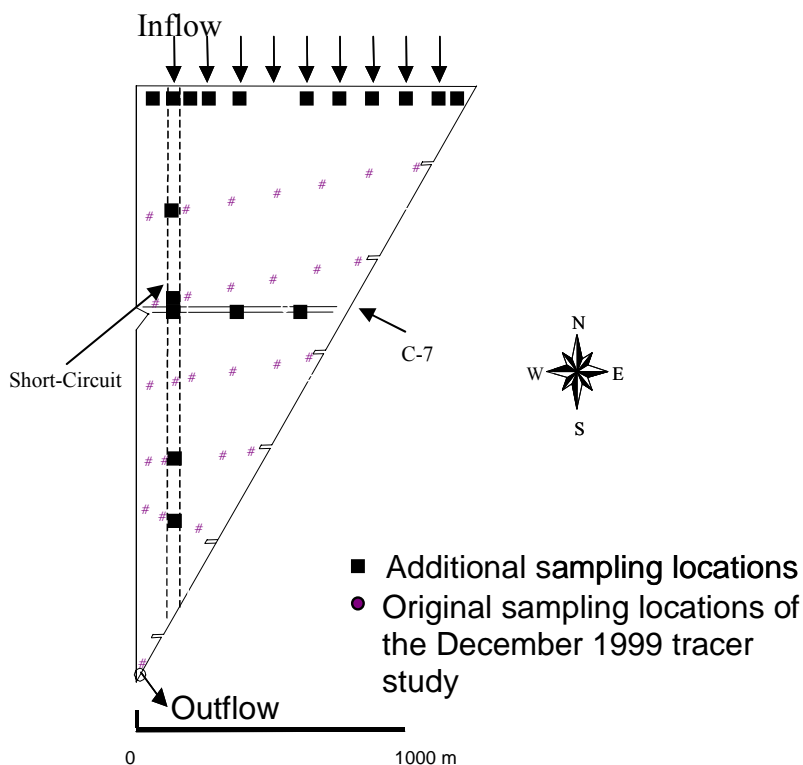 Inflow
Short-Circuit
C-7
N
W E
S
Additional sampling locations
Original sampling locations of
the December 1999 tracer
study
Outflow
0 1000 m